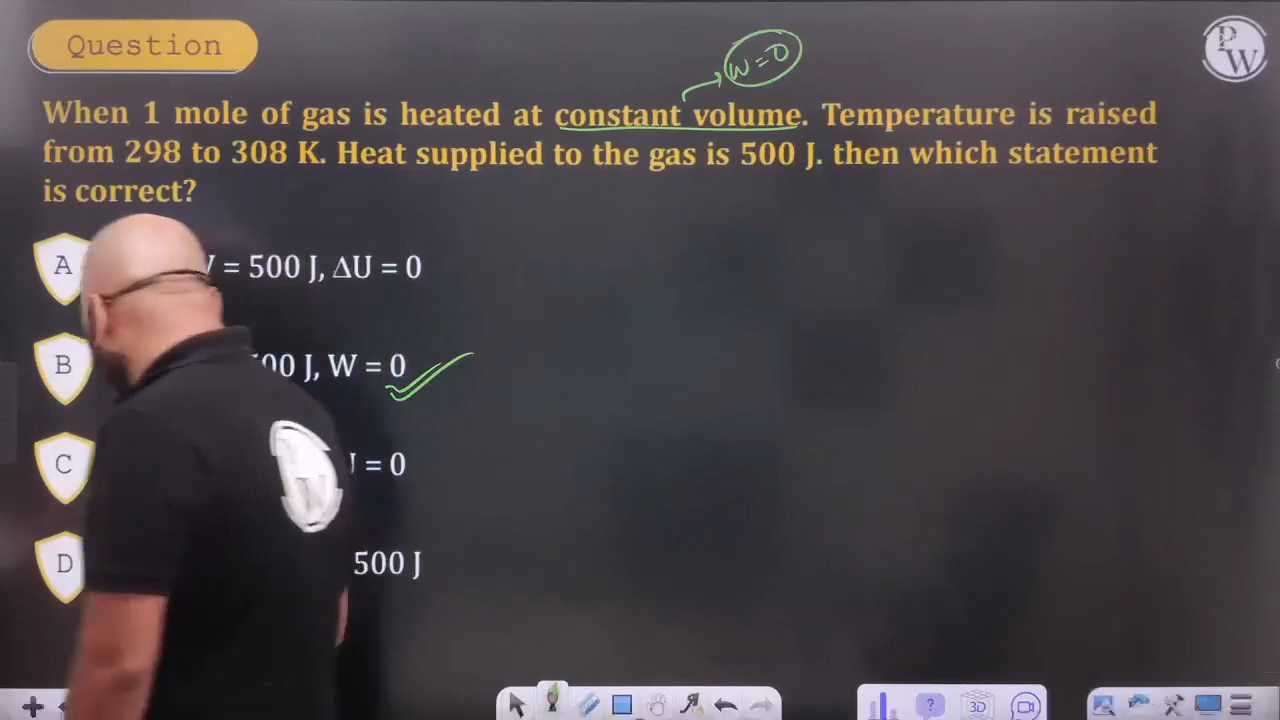 Question
W = 0
P
W
When 1 mole of gas is heated at constant volume. Temperature is raised
from 298 to 308 K. Heat supplied to the gas is 500 J. then which statement
is correct?
A
= 500 J, ΔU = 0
B
00 J, W = 0
C
= 0
D
500 J
? 3D